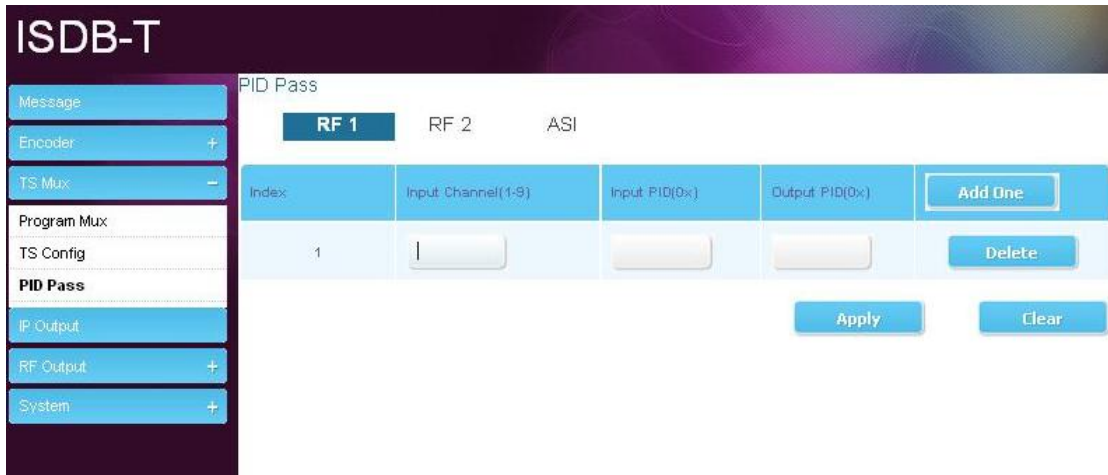 ISDB-T
Message
Encoder +
TS Mux -
Program Mux
TS Config
PID Pass
IP Output
RF Output +
System +
PID Pass
RF 1 RF 2 ASI
Index Input Channel(1-9) Input PID(0x) Output PID(0x) Add One
1 Delete
Apply Clear